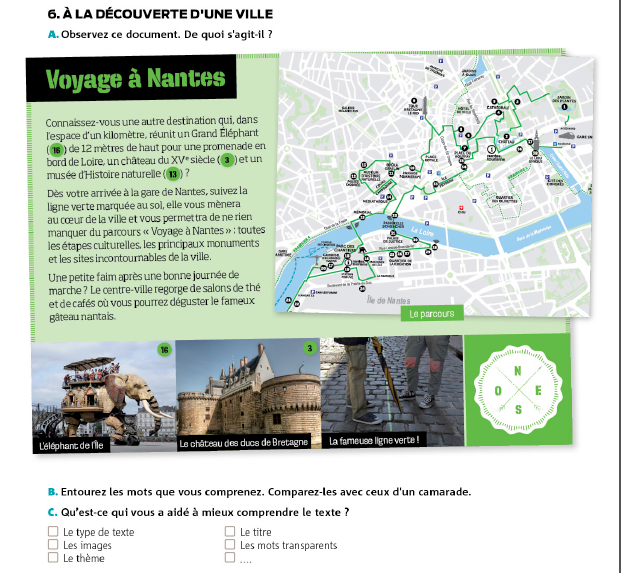 6. À LA DÉCOUVERTE D'UNE VILLE
A. Observez ce document. De quoi s'agit-il ?
Voyage à Nantes
Connaissez-vous une autre destination qui, dans
l'espace d'un kilomètre, réunit un Grand Éléphant
(16) de 12 mètres de haut pour une promenade en
bord de Loire, un château du XVe siècle (3) et un
musée d'Histoire naturelle (13) ?
Dès votre arrivée à la gare de Nantes, suivez la
ligne verte marquée au sol, elle vous mènera
au cœur de la ville et vous permettra de ne rien
manquer du parcours « Voyage à Nantes » : toutes
les étapes culturelles, les principaux monuments
et les sites incontournables de la ville.
Une petite faim après une bonne journée de
marche ? Le centre-ville regorge de salons de thé
et de cafés où vous pourrez déguster le fameux
gâteau nantais.
JARDIN
DES PLANTES
CATHÉDRALE
CHÂTEAU
La Loire
Île de Nantes
Le parcours
16
L'éléphant de l'Île
3
Le château des ducs de Bretagne
La fameuse ligne verte !
N
O
E
S
B. Entourez les mots que vous comprenez. Comparez-les avec ceux d'un camarade.
C. Qu'est-ce qui vous a aidé à mieux comprendre le texte ?
Le type de texte
Le titre
Les images
Les mots transparents
Le thème
....